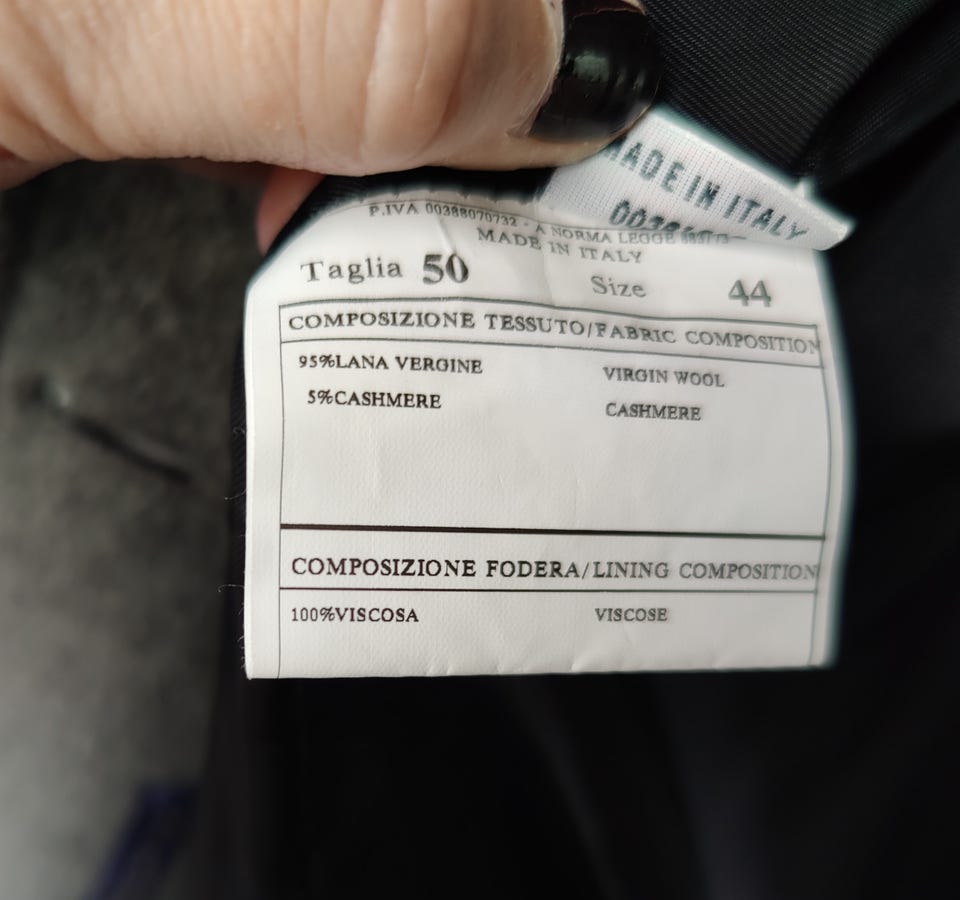 MADE IN ITALY
P.IVA 00388070732 - A NORMA LEGGE
MADE IN ITALY
Taglia 50 Size 44
COMPOSIZIONE TESSUTO/FABRIC COMPOSITION
95%LANA VERGINE VIRGIN WOOL
5%CASHMERE CASHMERE
COMPOSIZIONE FODERA/LINING COMPOSITION
100%VISCOSA VISCOSE